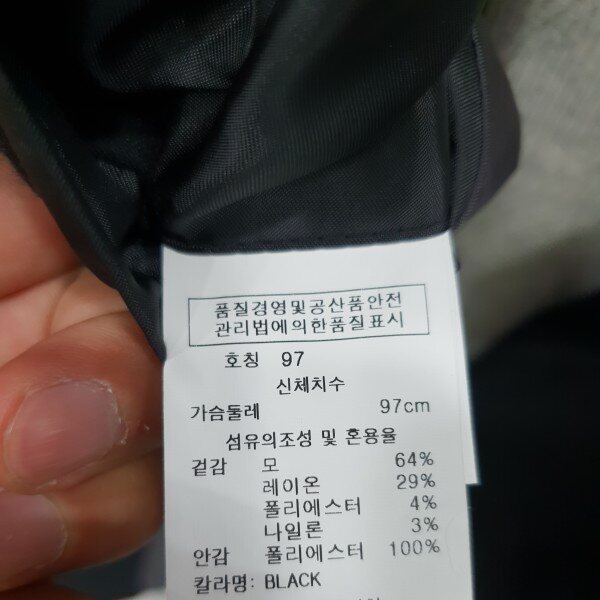 품질경영및공산품안전
관리법에의한품질표시
호칭 97
신체치수
가슴둘레 97cm
섬유의조성 및 혼용율
겉감 모 64%
레이온 29%
폴리에스터 4%
나일론 3%
안감 폴리에스터 100%
칼라명: BLACK